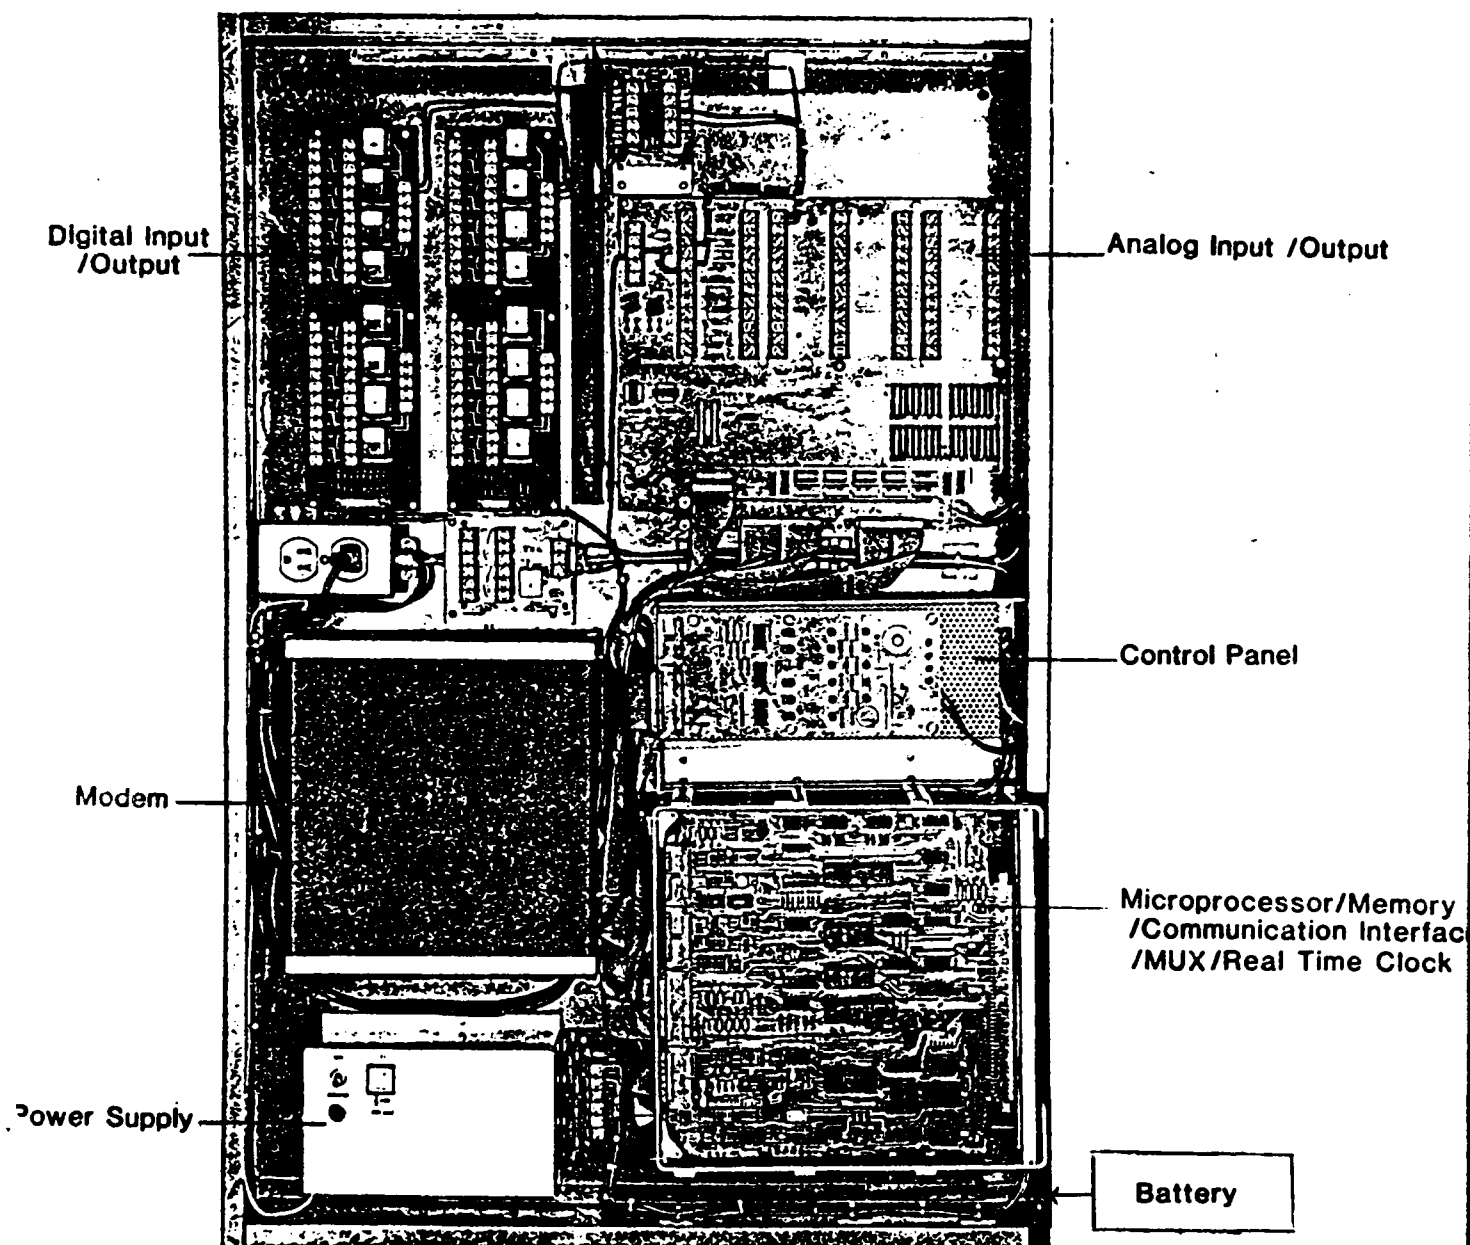 Digital Input
/Output
Analog Input /Output
Control Panel
Modem
Microprocessor/Memory
/Communication Interfac
/MUX/Real Time Clock
Power Supply
Battery